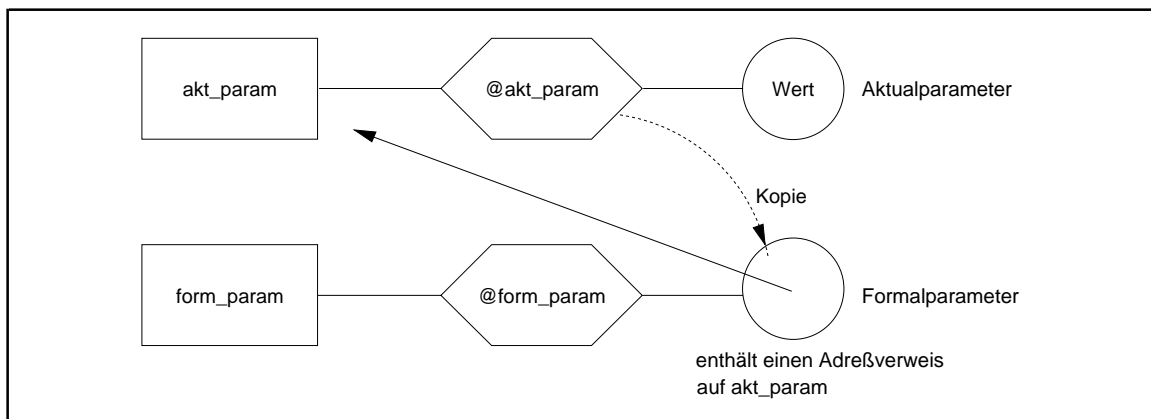 akt_param
@akt_param
Wert
Aktualparameter
Kopie
form_param
@form_param
Formalparameter
enthält einen Adreßverweis
auf akt_param